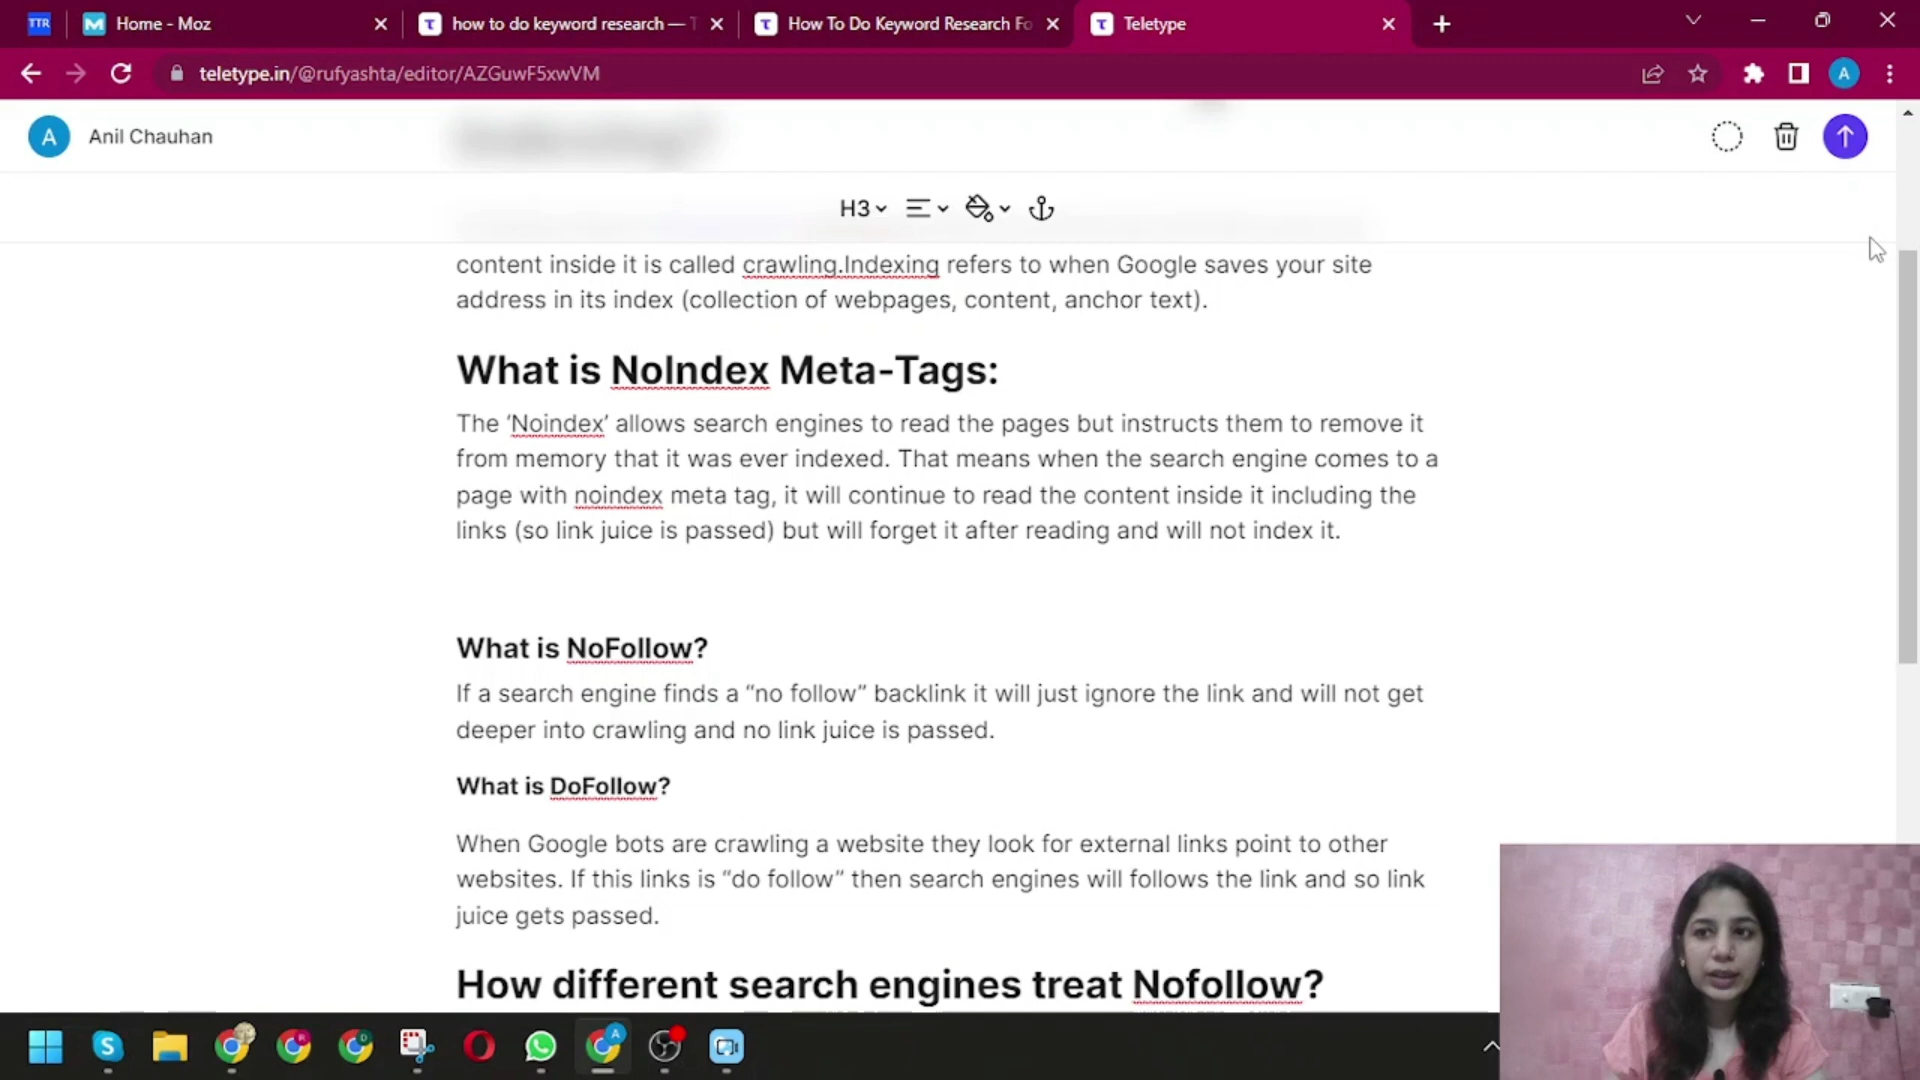 TTR
Home - Moz
how to do keyword research — T
How To Do Keyword Research Fo
Teletype
teletype.in/@rufyashta/editor/AZGuwF5xwVM
A
A
Anil Chauhan
H3
content inside it is called crawling.Indexing refers to when Google saves your site
address in its index (collection of webpages, content, anchor text).
What is NoIndex Meta-Tags:
The ‘Noindex’ allows search engines to read the pages but instructs them to remove it
from memory that it was ever indexed. That means when the search engine comes to a
page with noindex meta tag, it will continue to read the content inside it including the
links (so link juice is passed) but will forget it after reading and will not index it.
What is NoFollow?
If a search engine finds a “no follow” backlink it will just ignore the link and will not get
deeper into crawling and no link juice is passed.
What is DoFollow?
When Google bots are crawling a website they look for external links point to other
websites. If this links is “do follow” then search engines will follows the link and so link
juice gets passed.
How different search engines treat Nofollow?